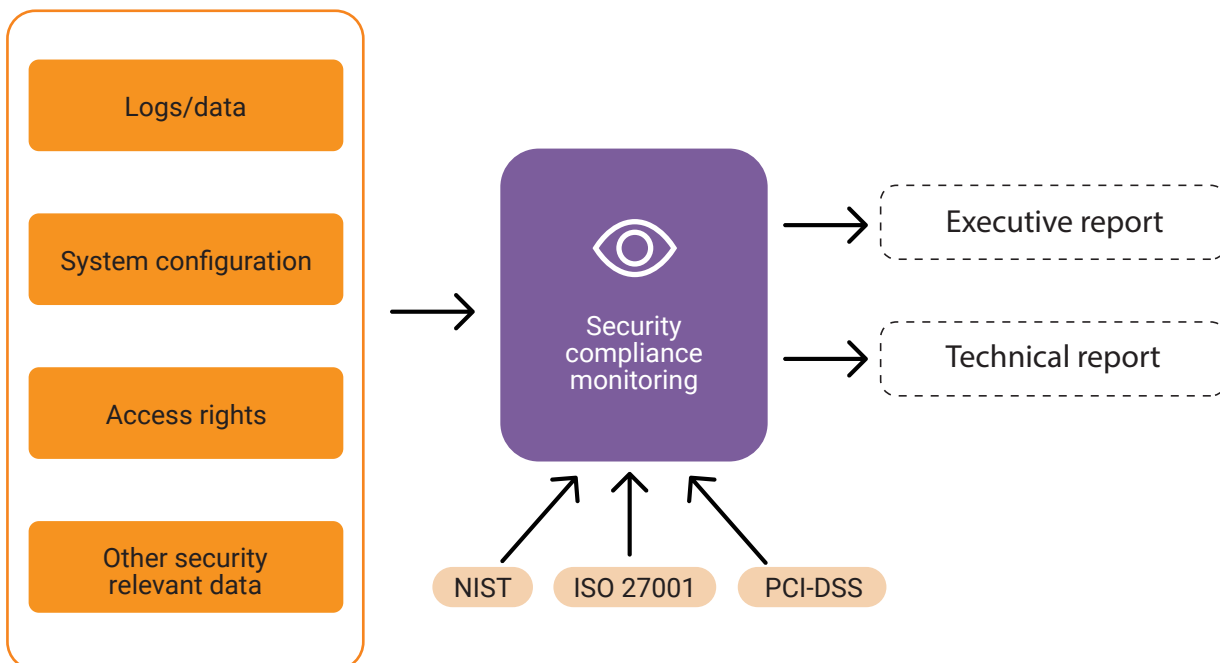 Logs/data
System configuration
Access rights
Other security
relevant data
Security
compliance
monitoring
NIST
ISO 27001
PCI-DSS
Executive report
Technical report